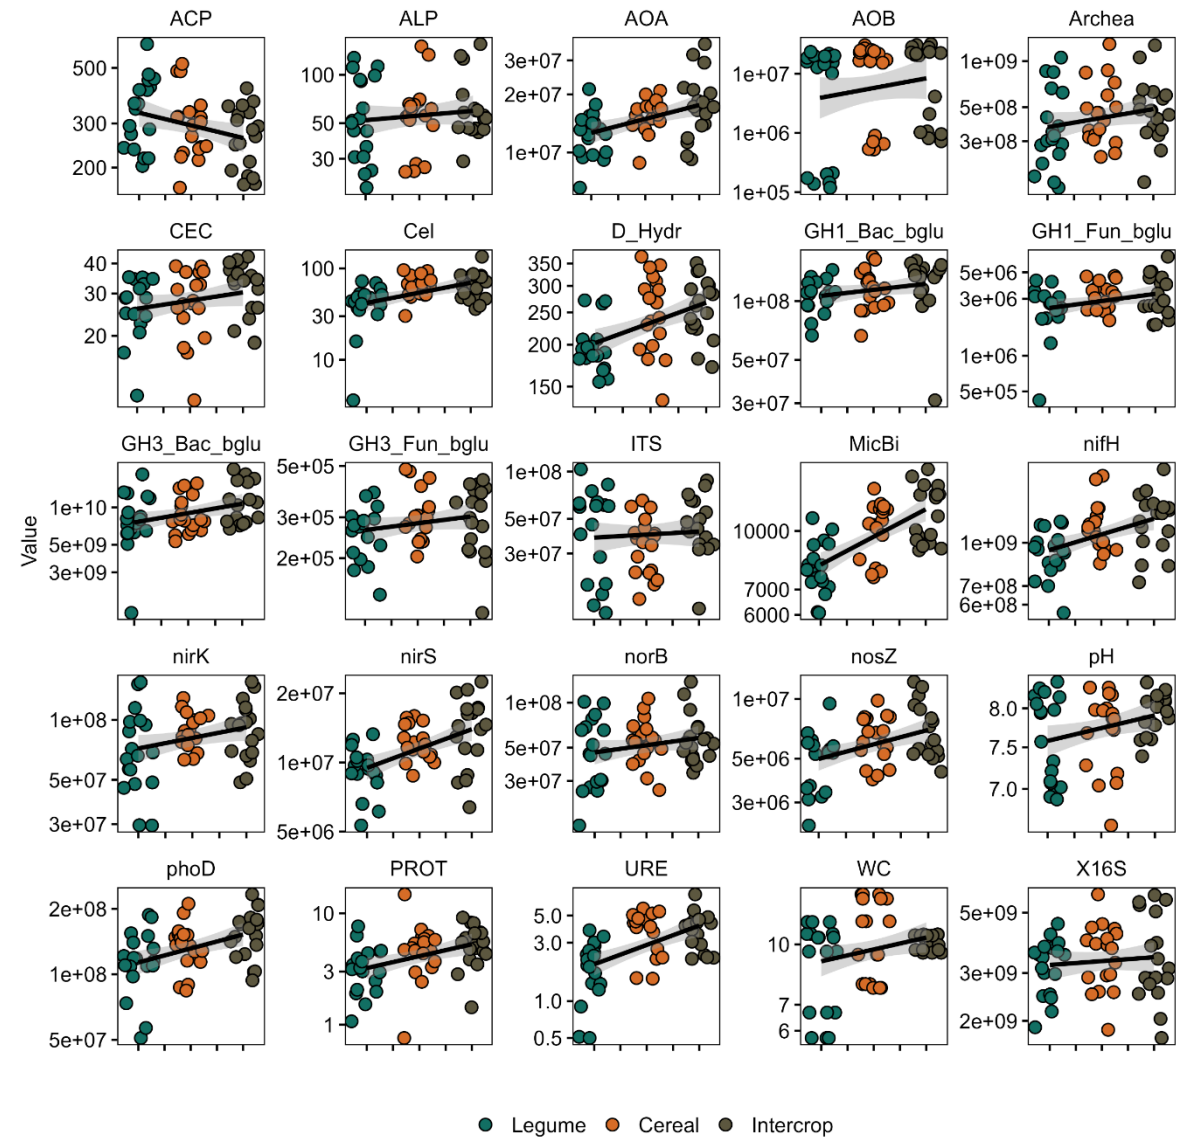 ACP ALP AOA AOB Archea
500 300 200
100 50 30
3e+07 2e+07 1e+07
1e+07 1e+06 1e+05
1e+09 5e+08 3e+08
CEC Cel D_Hydr GH1_Bac_bglu GH1_Fun_bglu
40 30 20
100 30 10
350 300 250 200 150
1e+08 5e+07 3e+07
5e+06 3e+06 1e+06 5e+05
GH3_Bac_bglu GH3_Fun_bglu ITS MicBi nifH
1e+10 5e+09 3e+09
5e+05 3e+05 2e+05
1e+08 5e+07 3e+07
10000 7000 6000
1e+09 7e+08 6e+08
Value
nirK nirS norB nosZ pH
1e+08 5e+07 3e+07
2e+07 1e+07 5e+06
1e+08 5e+07 3e+07
1e+07 5e+06 3e+06
8.0 7.5 7.0
phoD PROT URE WC X16S
2e+08 1e+08 5e+07
10 3 1
5.0 3.0 1.0 0.5
10 7 6
5e+09 3e+09 2e+09
Legume Cereal Intercrop